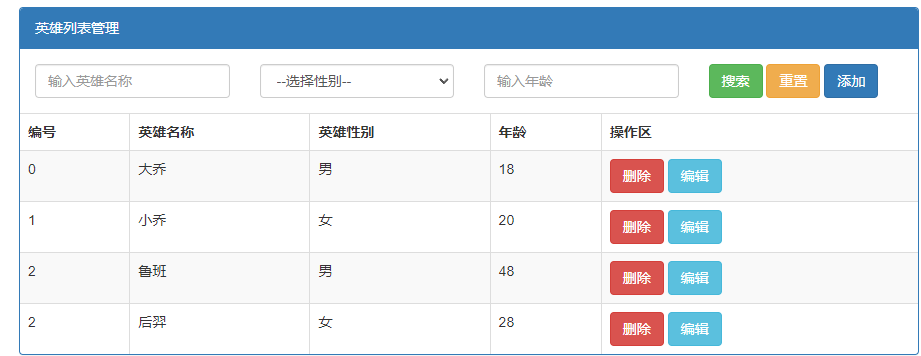 英雄列表管理
输入英雄名称 --选择性别-- 输入年龄 搜索 重置 添加
编号 英雄名称 英雄性别 年龄 操作区
0 大乔 男 18 删除 编辑
1 小乔 女 20 删除 编辑
2 鲁班 男 48 删除 编辑
2 后羿 女 28 删除 编辑